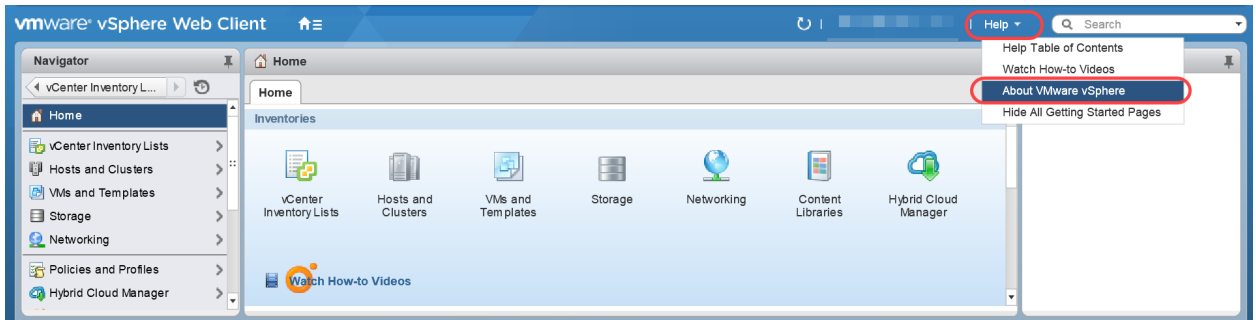 vmware® vSphere Web Client
Help
Search
Help Table of Contents
Watch How-to Videos
About VMware vSphere
Hide All Getting Started Pages
Navigator
vCenter Inventory L...
Home
vCenter Inventory Lists
Hosts and Clusters
VMs and Templates
Storage
Networking
Policies and Profiles
Hybrid Cloud Manager
Home
Home
Inventories
vCenter
Inventory Lists
Hosts and
Clusters
VMs and
Templates
Storage
Networking
Content
Libraries
Hybrid Cloud
Manager
Watch How-to Videos